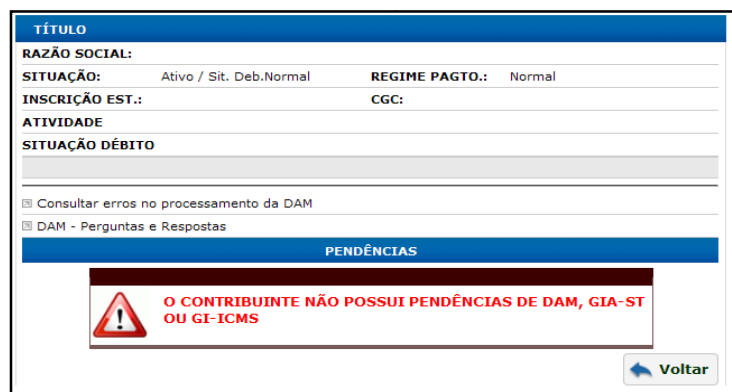 TÍTULO
RAZÃO SOCIAL:
SITUAÇÃO: Ativo / Sit. Deb.Normal REGIME PAGTO.: Normal
INSCRIÇÃO EST.: CGC:
ATIVIDADE
SITUAÇÃO DÉBITO
Consultar erros no processamento da DAM
DAM - Perguntas e Respostas
PENDÊNCIAS
O CONTRIBUINTE NÃO POSSUI PENDÊNCIAS DE DAM, GIA-ST
OU GI-ICMS
Voltar